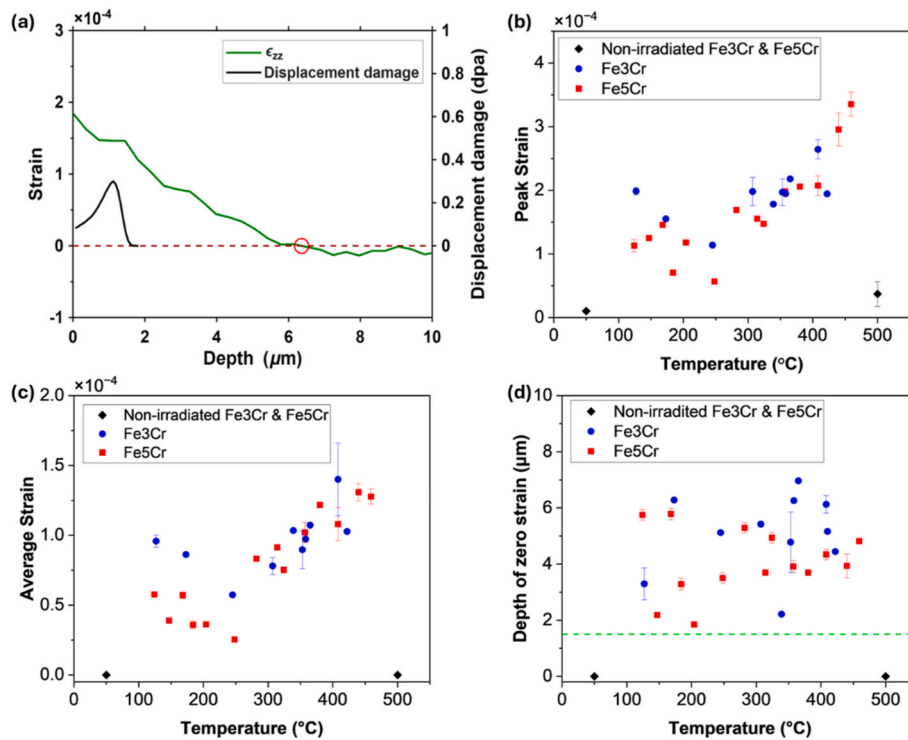 (a)
×10⁻⁴
3
2
1
0
-1
Strain
ϵzz
Displacement damage
1
0.8
0.6
0.4
0.2
0
Displacement damage (dpa)
0 2 4 6 8 10
Depth (μm)
(b)
×10⁻⁴
6
4
2
0
Peak Strain
Non-irradiated Fe3Cr & Fe5Cr
Fe3Cr
Fe5Cr
0 100 200 300 400 500
Temperature (°C)
(c)
×10⁻⁴
2.0
1.5
1.0
0.5
0.0
Average Strain
Non-irradiated Fe3Cr & Fe5Cr
Fe3Cr
Fe5Cr
0 100 200 300 400 500
Temperature (°C)
(d)
10
8
6
4
2
0
Depth of zero strain (μm)
Non-irradited Fe3Cr & Fe5Cr
Fe3Cr
Fe5Cr
0 100 200 300 400 500
Temperature (°C)